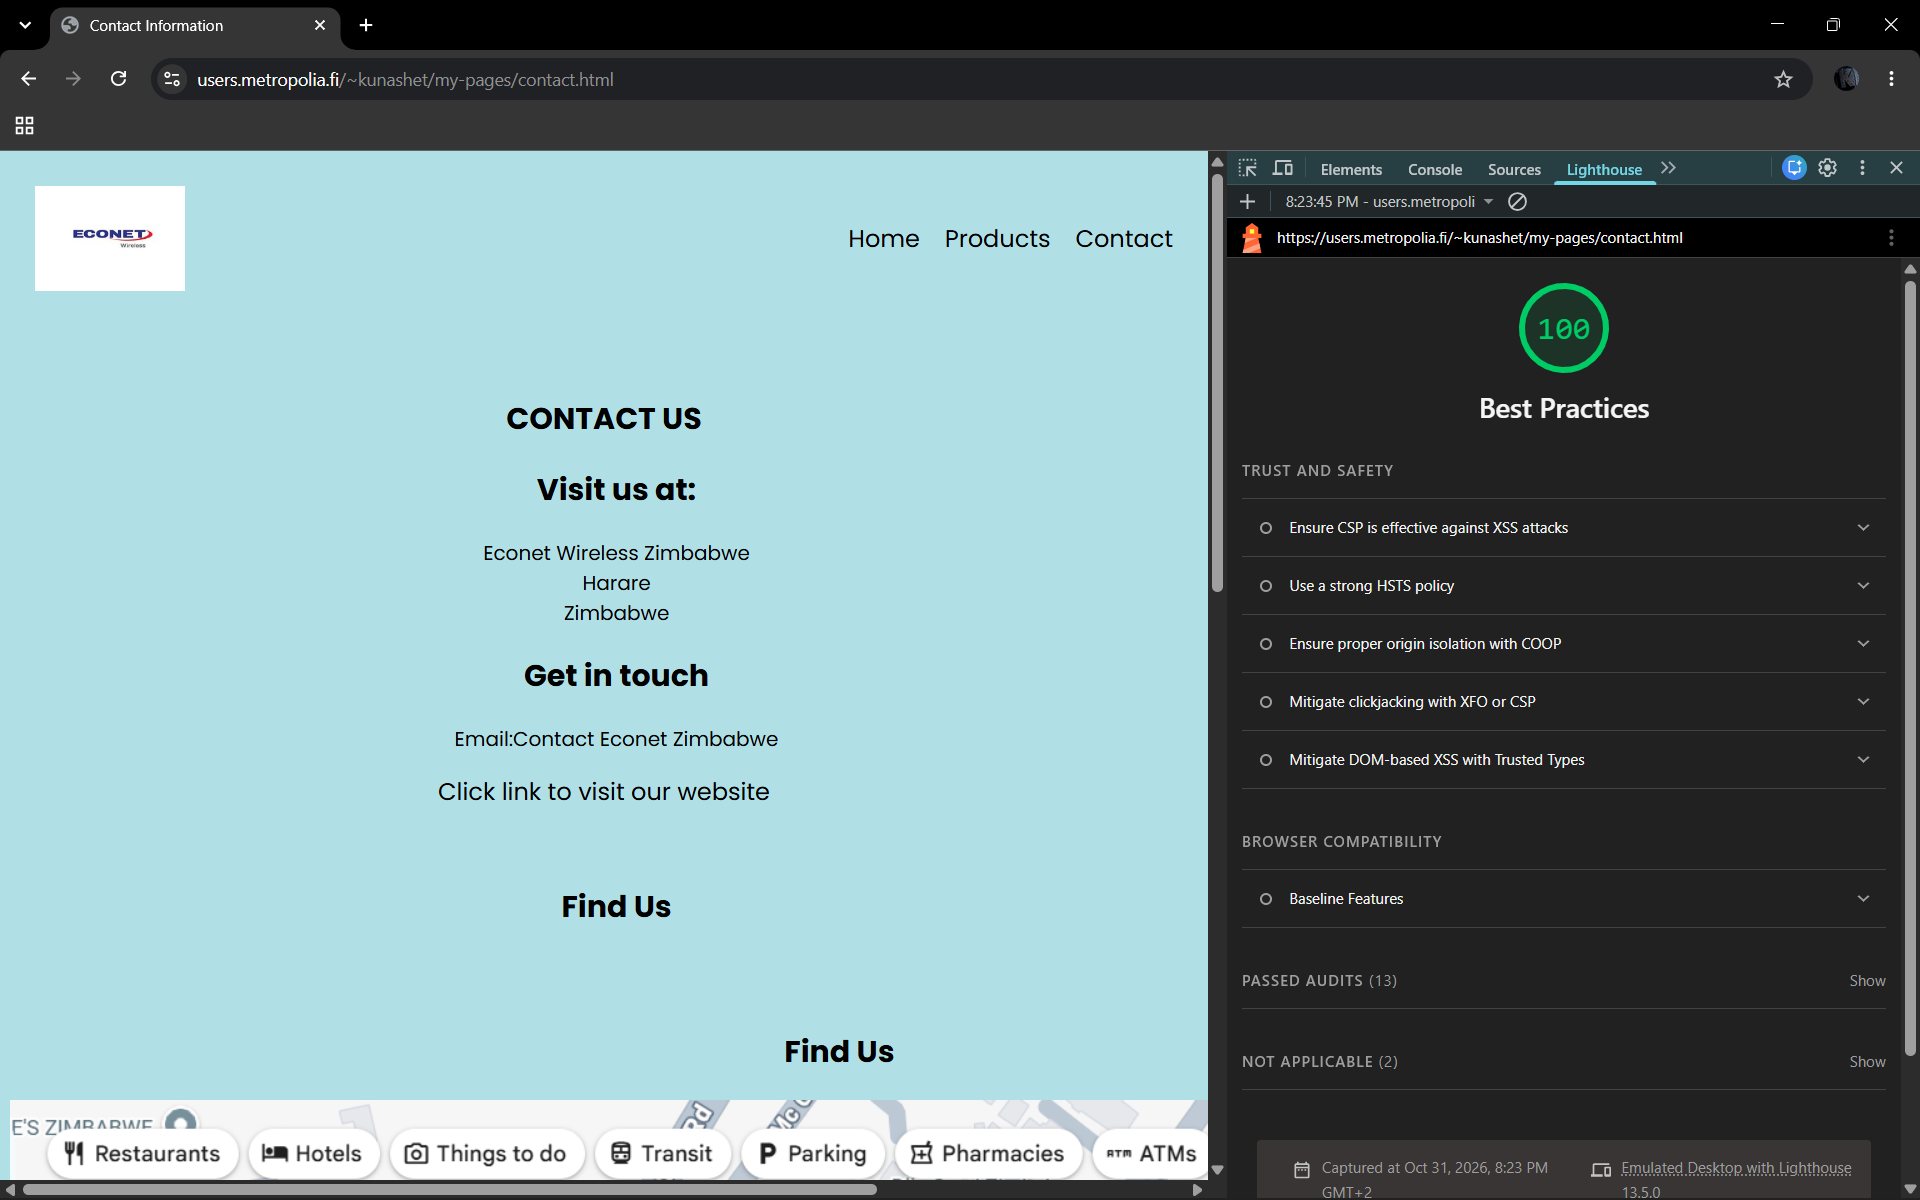 Contact Information
users.metropolia.fi/~kunashet/my-pages/contact.html
ECONET
Wireless
Home Products Contact
CONTACT US
Visit us at:
Econet Wireless Zimbabwe
Harare
Zimbabwe
Get in touch
Email:Contact Econet Zimbabwe
Click link to visit our website
Find Us
Find Us
E'S ZIMBABWE
Rd
Mc C
Restaurants Hotels Things to do Transit Parking Pharmacies ATM ATMs
Elements Console Sources Lighthouse
8:23:45 PM - users.metropoli
https://users.metropolia.fi/~kunashet/my-pages/contact.html
100
Best Practices
TRUST AND SAFETY
Ensure CSP is effective against XSS attacks
Use a strong HSTS policy
Ensure proper origin isolation with COOP
Mitigate clickjacking with XFO or CSP
Mitigate DOM-based XSS with Trusted Types
BROWSER COMPATIBILITY
Baseline Features
PASSED AUDITS (13) Show
NOT APPLICABLE (2) Show
Captured at Oct 31, 2026, 8:23 PM
GMT+2
Emulated Desktop with Lighthouse
13.5.0